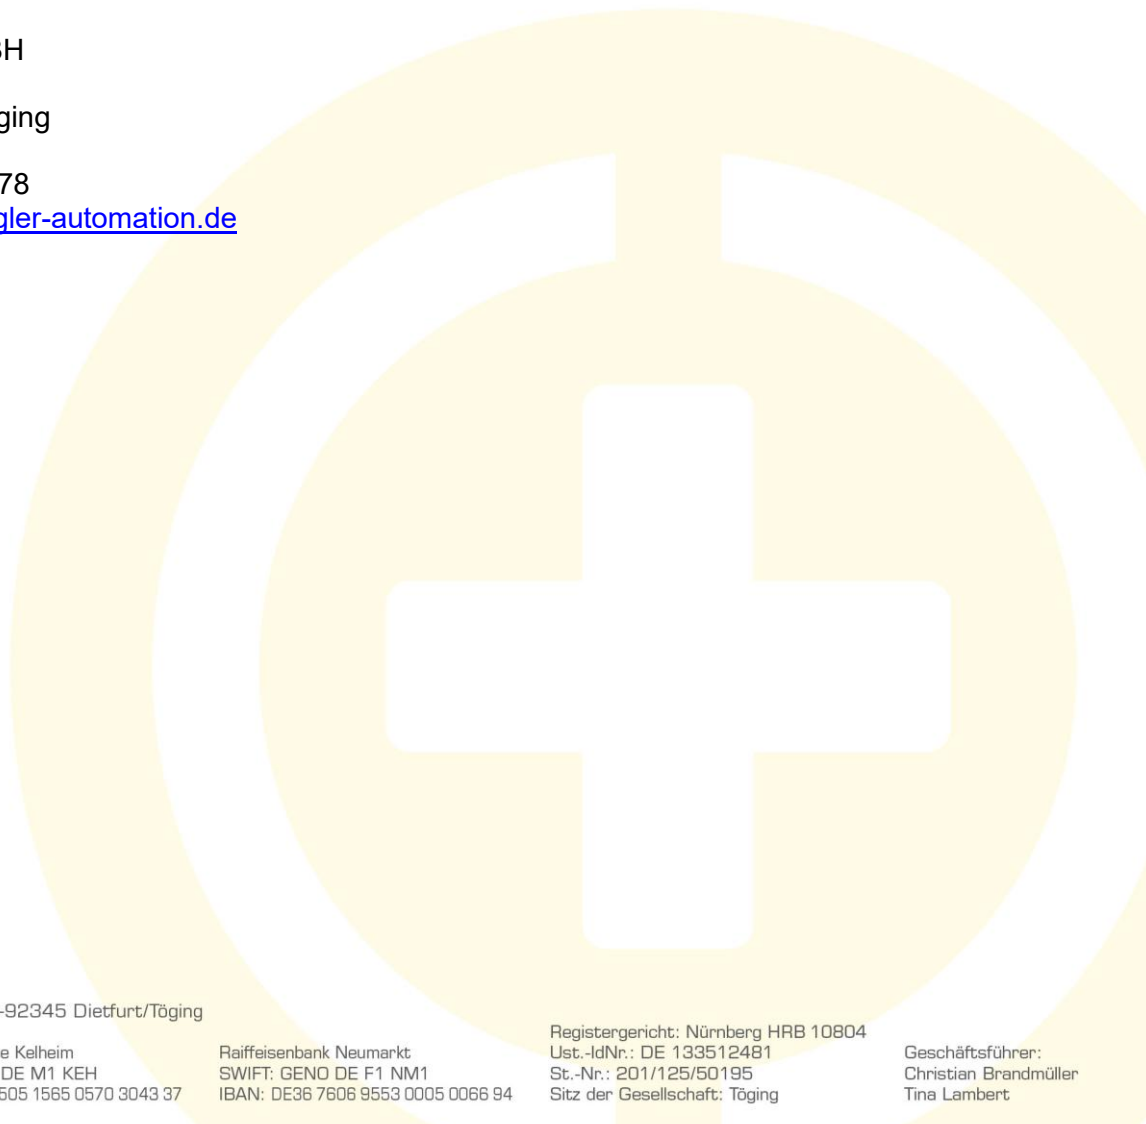 BH
ging
78
gler-automation.de
-92345 Dietfurt/Töging
e Kelheim
DE M1 KEH
505 1565 0570 3043 37
Raiffeisenbank Neumarkt
SWIFT: GENO DE F1 NM1
IBAN: DE36 7606 9553 0005 0066 94
Registergericht: Nürnberg HRB 10804
Ust.-IdNr.: DE 133512481
St.-Nr.: 201/125/50195
Sitz der Gesellschaft: Töging
Geschäftsführer:
Christian Brandmüller
Tina Lambert